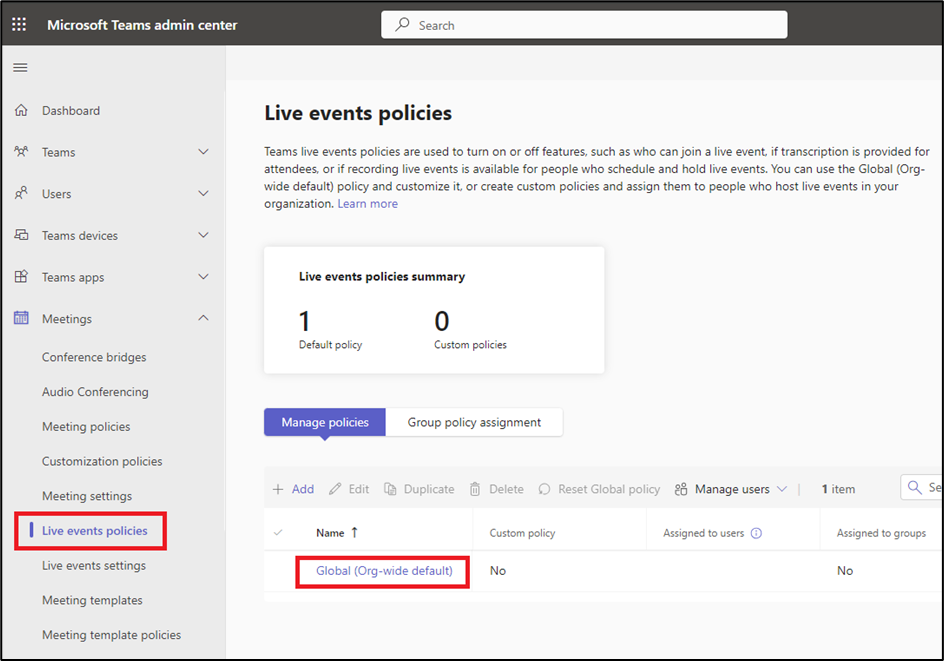 Microsoft Teams admin center
Search
Dashboard
Teams
Users
Teams devices
Teams apps
Meetings
Conference bridges
Audio Conferencing
Meeting policies
Customization policies
Meeting settings
Live events policies
Live events settings
Meeting templates
Meeting template policies
Live events policies
Teams live events policies are used to turn on or off features, such as who can join a live event, if transcription is provided for
attendees, or if recording live events is available for people who schedule and hold live events. You can use the Global (Org-
wide default) policy and customize it, or create custom policies and assign them to people who host live events in your
organization. Learn more
Live events policies summary
1 0
Default policy Custom policies
Manage policies Group policy assignment
Add Edit Duplicate Delete Reset Global policy Manage users 1 item Se
Name ↑ Custom policy Assigned to users Assigned to groups
Global (Org-wide default) No No